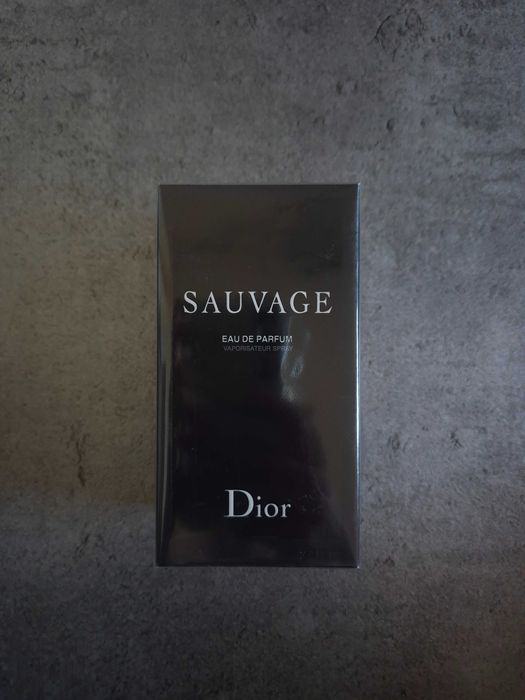 SAUVAGE
EAU DE PARFUM
VAPORISATEUR SPRAY
Dior